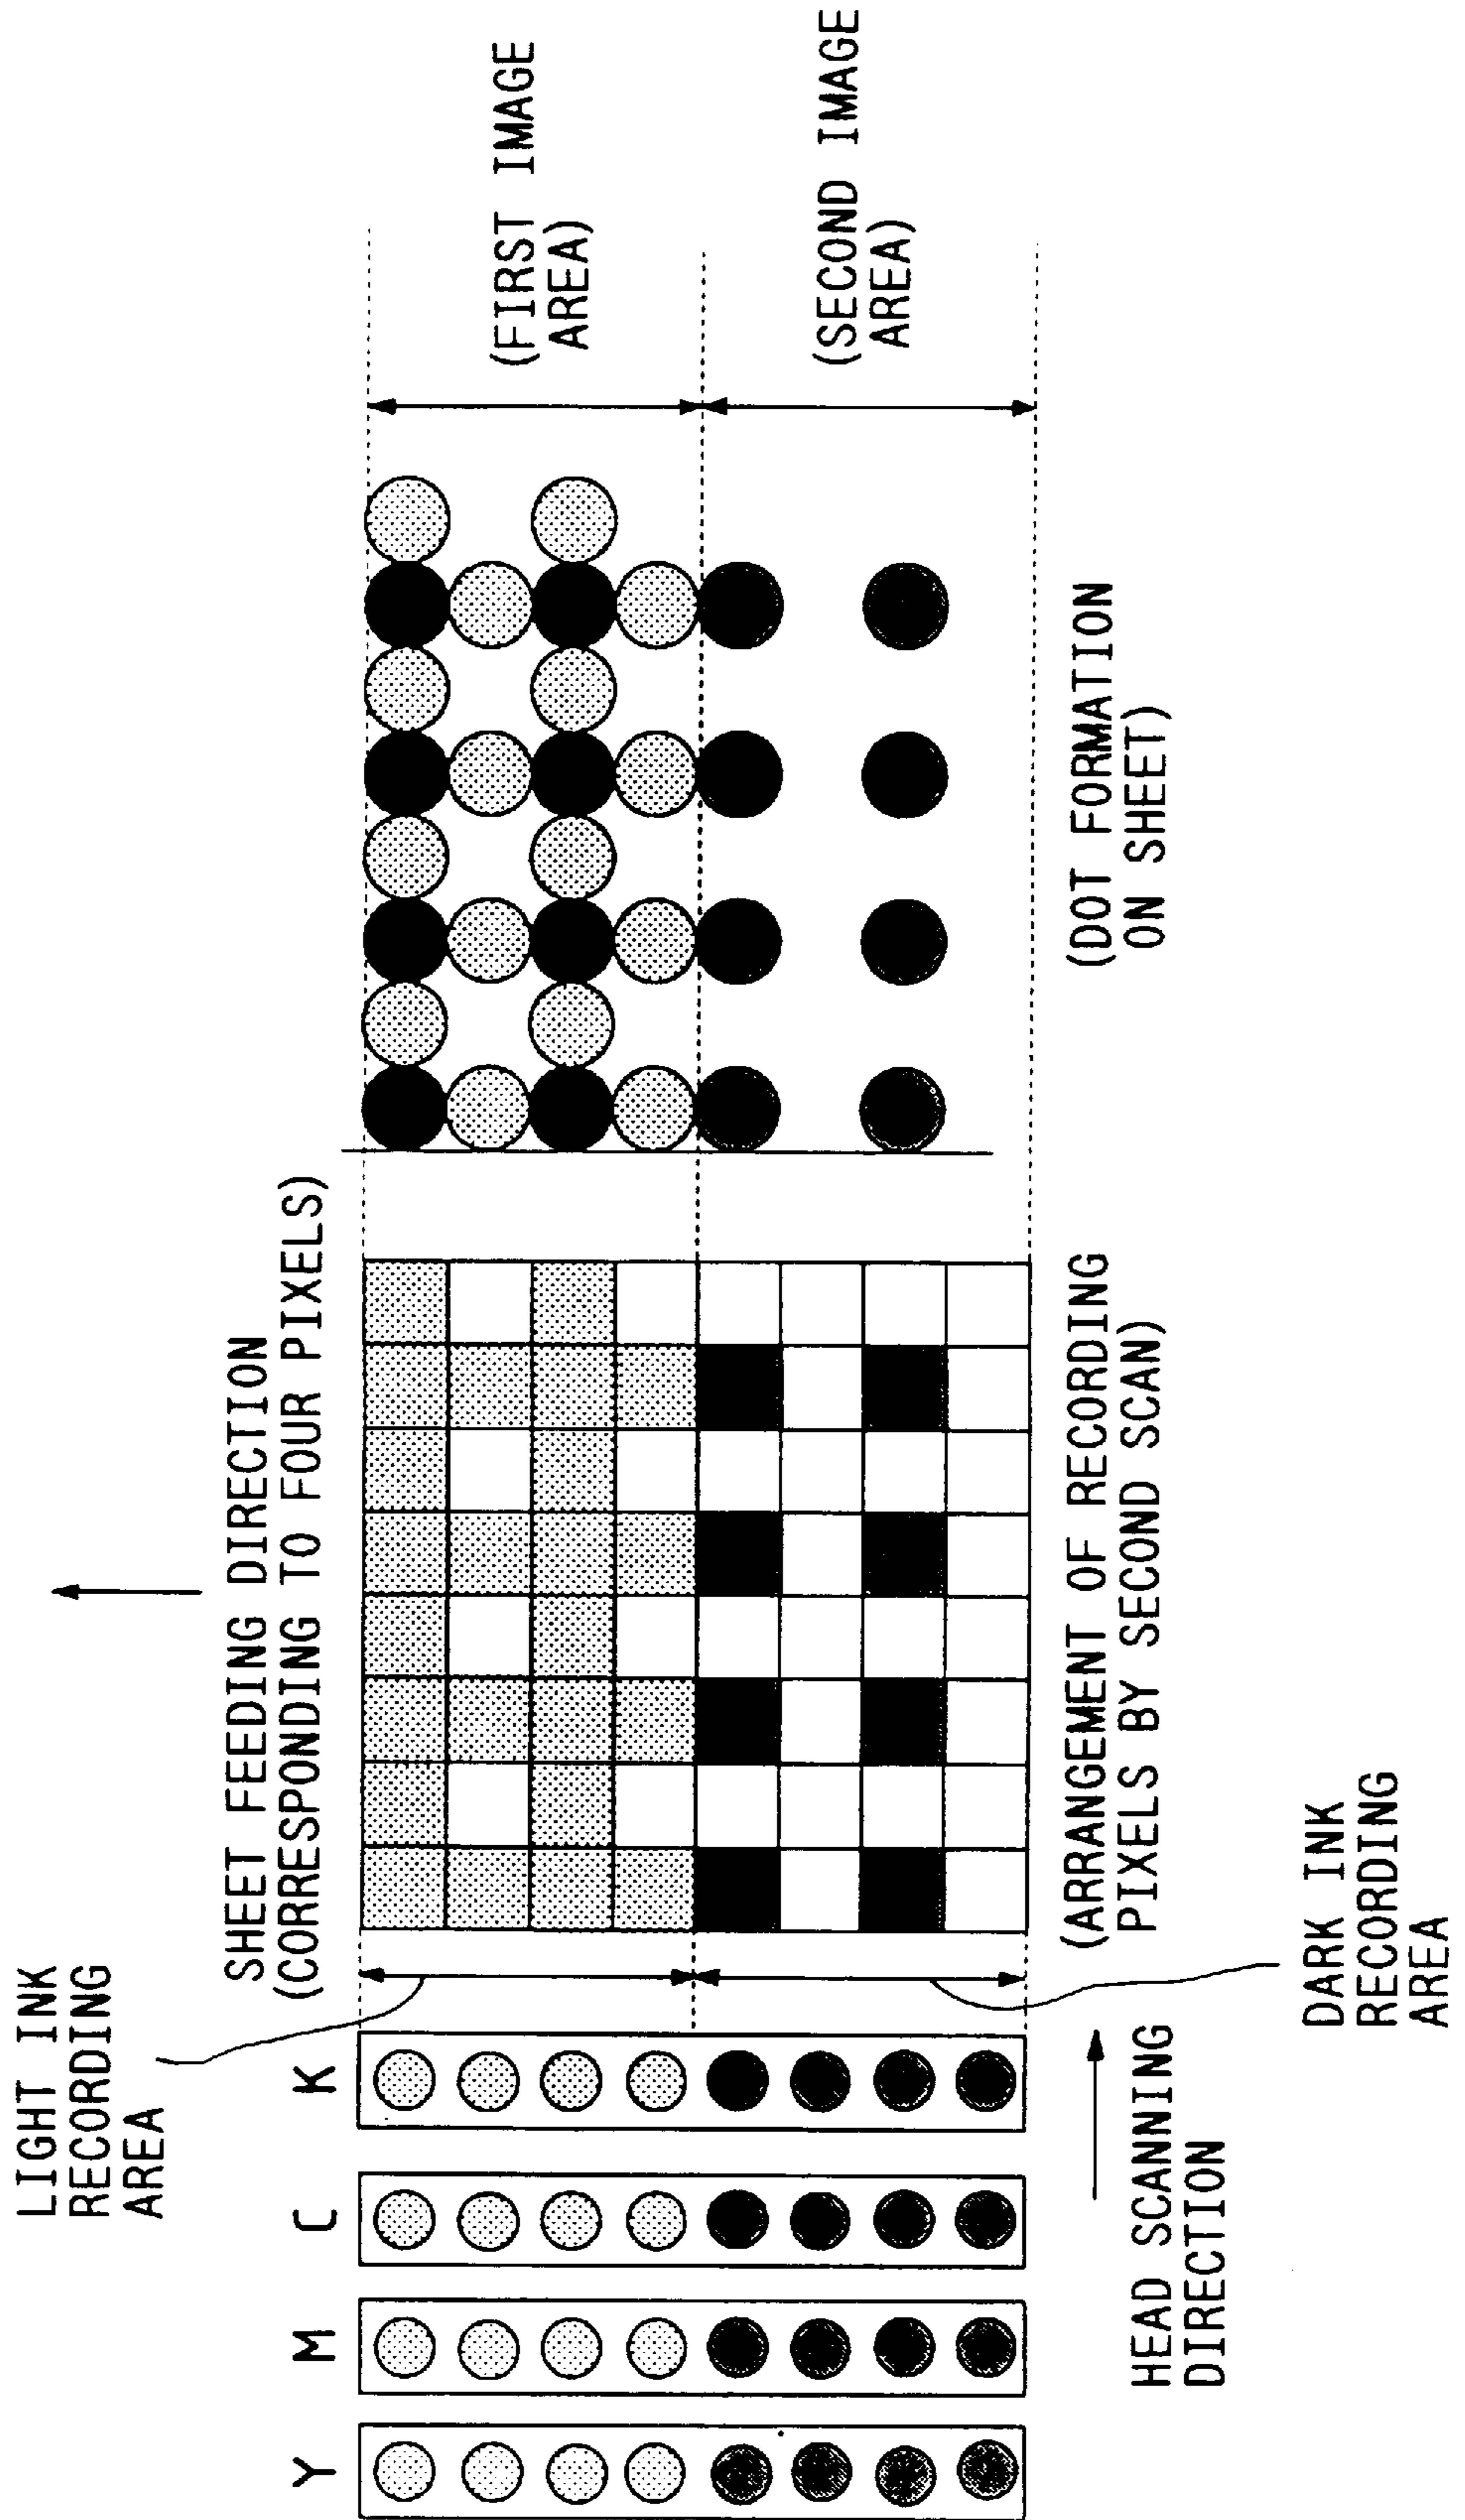 LIGHT INK
RECORDING
AREA
SHEET FEEDING DIRECTION
(CORRESPONDING TO FOUR PIXELS)
Y
M
C
K
(FIRST IMAGE
AREA)
(SECOND IMAGE
AREA)
HEAD SCANNING
DIRECTION
DARK INK
RECORDING
AREA
(ARRANGEMENT OF RECORDING
PIXELS BY SECOND SCAN)
(DOT FORMATION
ON SHEET)